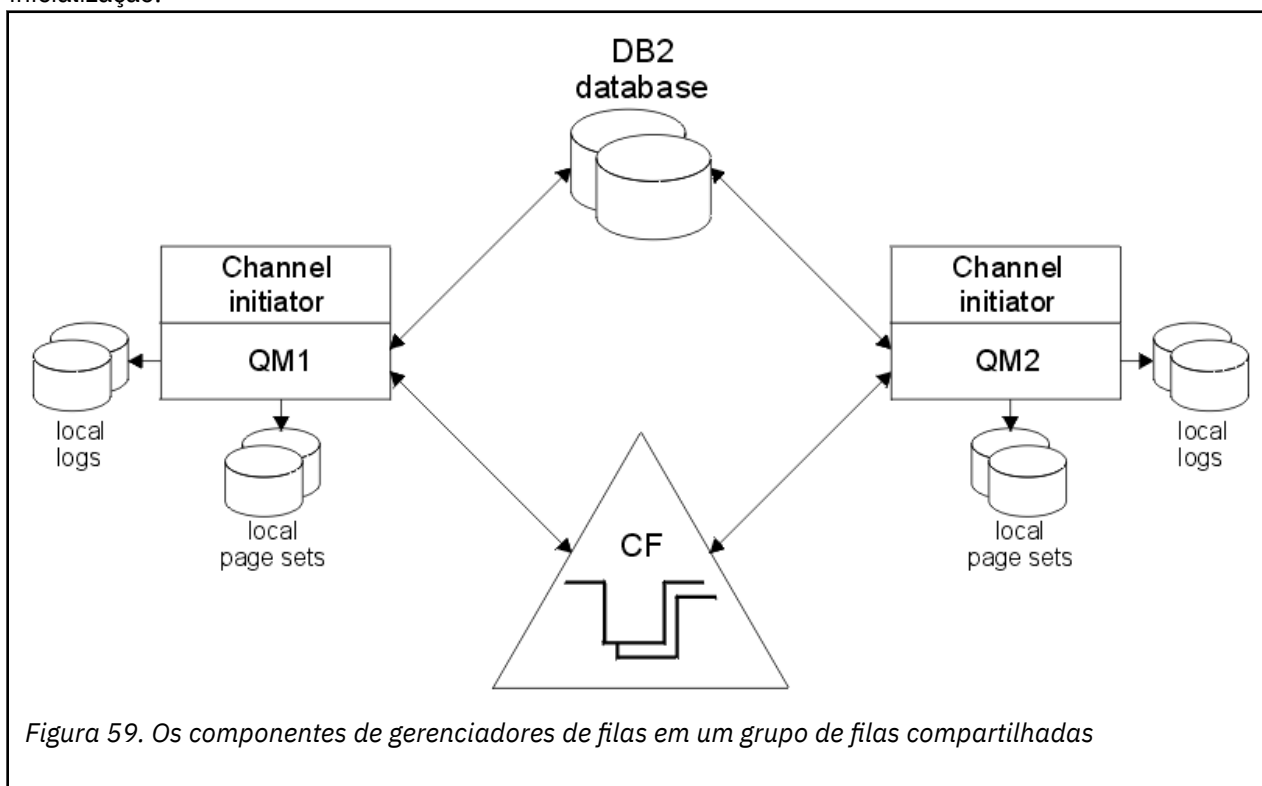 inicialização.
DB2
database
Channel
initiator
QM1
Channel
initiator
QM2
local
logs
local
page sets
CF
local
page sets
local
logs
Figura 59. Os componentes de gerenciadores de filas em um grupo de filas compartilhadas